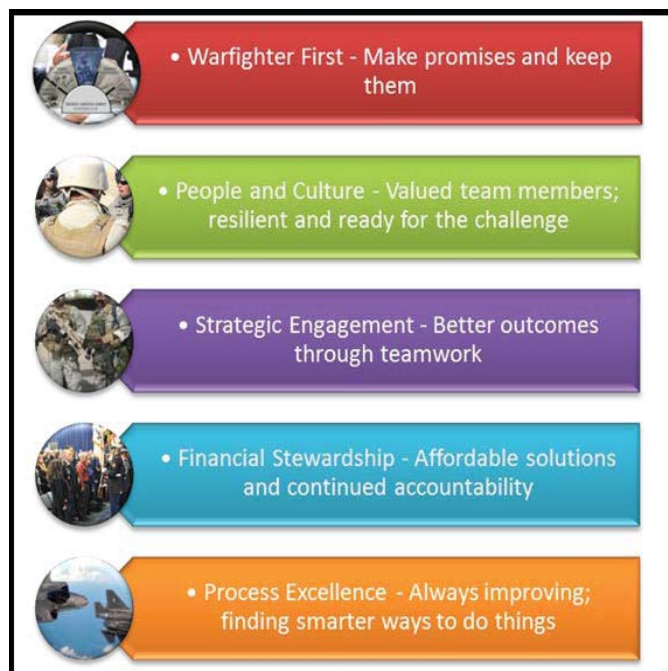 • Warfighter First - Make promises and keep
them
• People and Culture - Valued team members;
resilient and ready for the challenge
• Strategic Engagement - Better outcomes
through teamwork
• Financial Stewardship - Affordable solutions
and continued accountability
• Process Excellence - Always improving;
finding smarter ways to do things